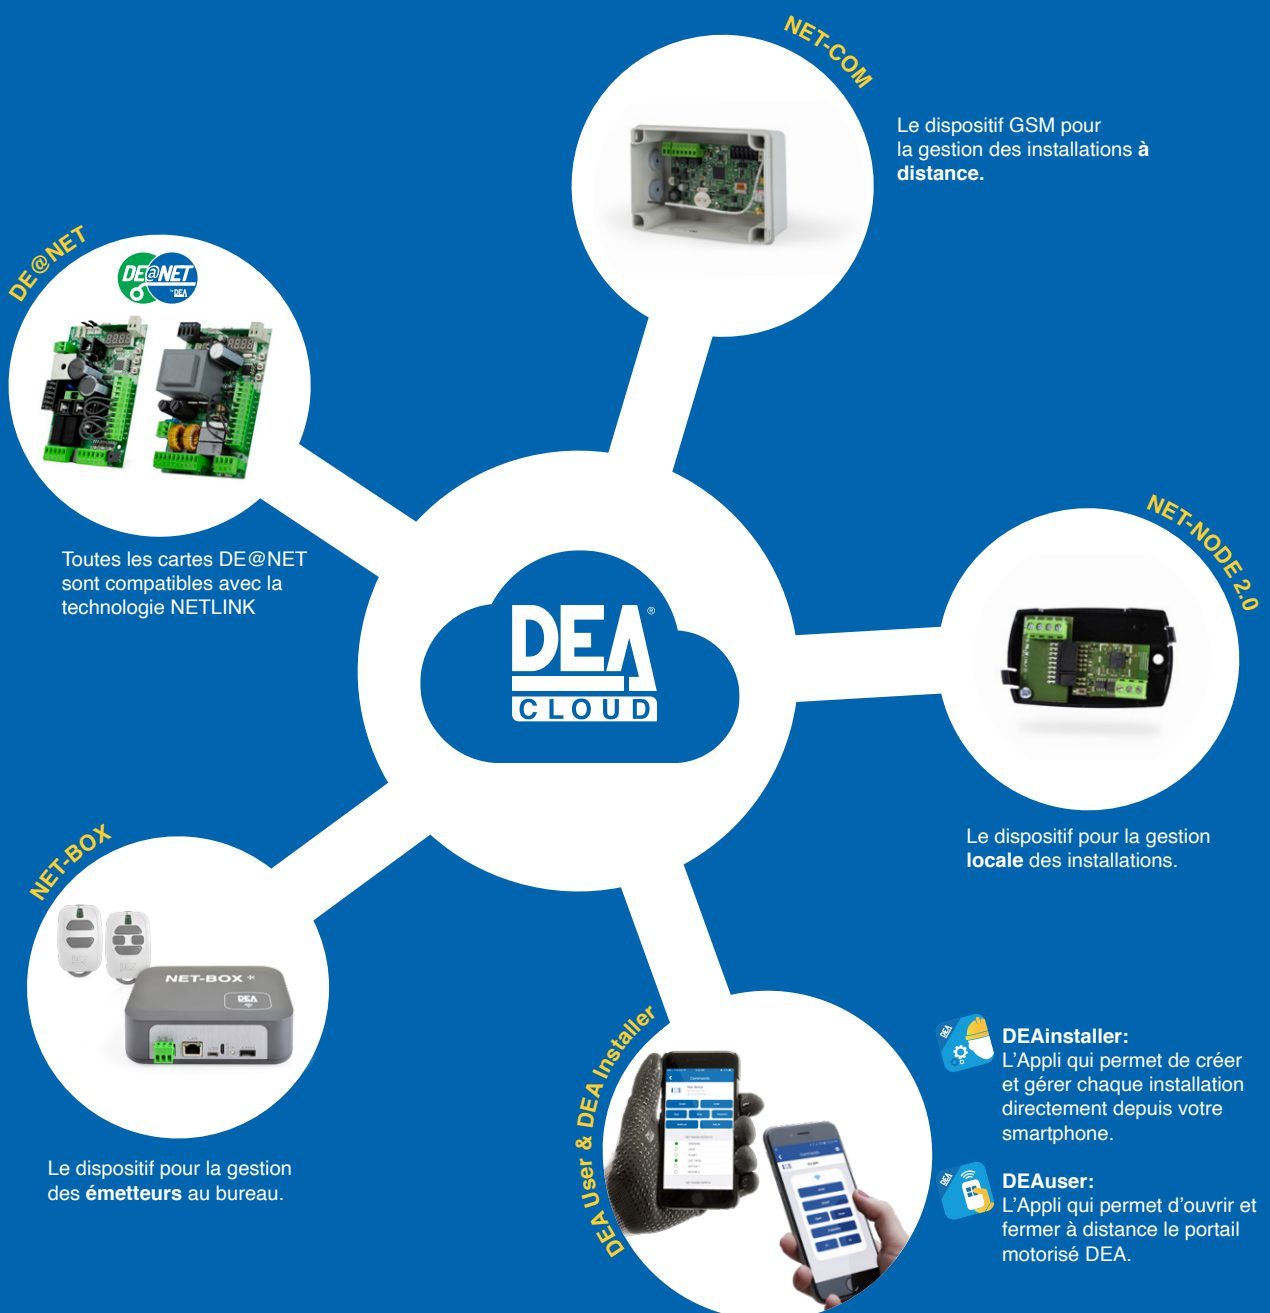 NET-COM
Le dispositif GSM pour
la gestion des installations à
distance.
DE@NET
DE@NET
by DEA
Toutes les cartes DE@NET
sont compatibles avec la
technologie NETLINK
DEA®
CLOUD
NET-NODE 2.0
Le dispositif pour la gestion
locale des installations.
NET-BOX
NET-BOX
DEA
Le dispositif pour la gestion
des émetteurs au bureau.
DEA User & DEA Installer
Commands
DEA
DEAinstaller:
L’Appli qui permet de créer
et gérer chaque installation
directement depuis votre
smartphone.
DEA
DEAuser:
L’Appli qui permet d’ouvrir et
fermer à distance le portail
motorisé DEA.